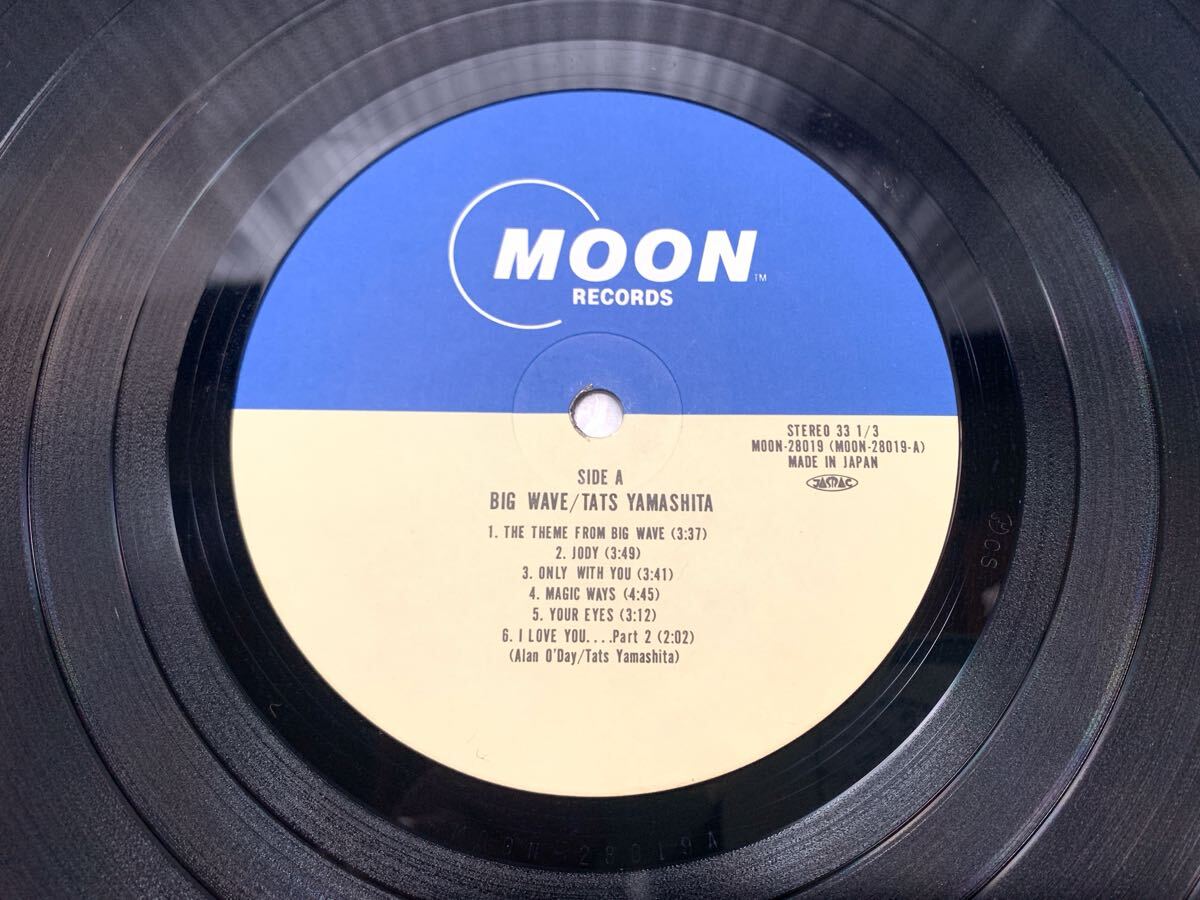 MOON™
RECORDS
STEREO 33 1/3
MOON-28019 (MOON-28019-A)
MADE IN JAPAN
JASRAC
SIDE A
BIG WAVE/TATS YAMASHITA
1. THE THEME FROM BIG WAVE (3:37)
2. JODY (3:49)
3. ONLY WITH YOU (3:41)
4. MAGIC WAYS (4:45)
5. YOUR EYES (3:12)
6. I LOVE YOU....Part 2 (2:02)
(Alan O'Day/Tats Yamashita)
Ⓟ C.S
MOON-28019A